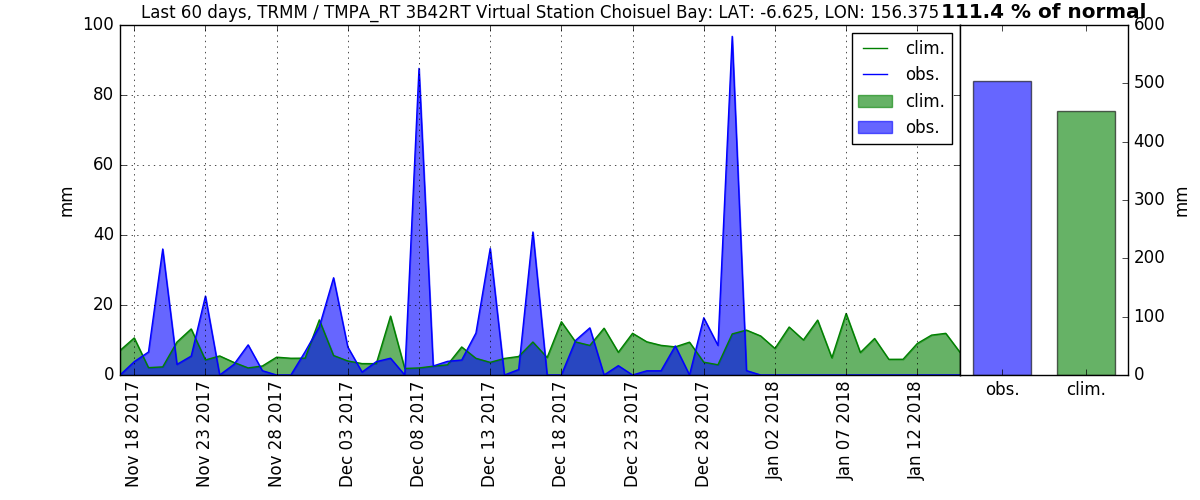 Last 60 days, TRMM / TMPA_RT 3B42RT Virtual Station Choisuel Bay: LAT: -6.625, LON: 156.375
111.4 % of normal
mm
100
80
60
40
20
0
clim.
obs.
clim.
obs.
Nov 18 2017
Nov 23 2017
Nov 28 2017
Dec 03 2017
Dec 08 2017
Dec 13 2017
Dec 18 2017
Dec 23 2017
Dec 28 2017
Jan 02 2018
Jan 07 2018
Jan 12 2018
obs.
clim.
600
500
400
300
200
100
0
mm